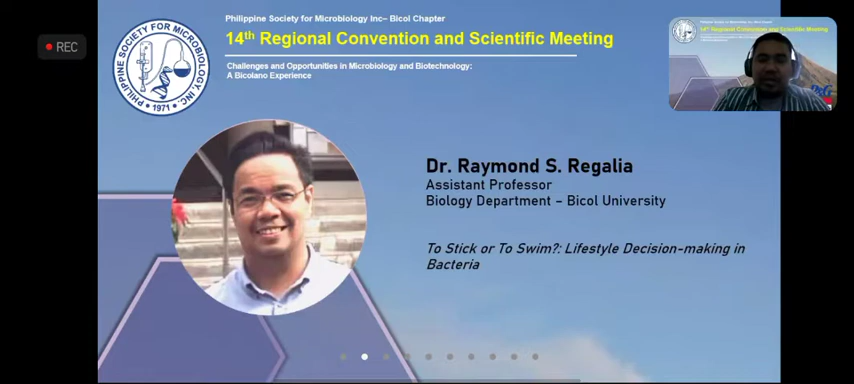 REC
Philippine Society for Microbiology Inc– Bicol Chapter
14th Regional Convention and Scientific Meeting
Challenges and Opportunities in Microbiology and Biotechnology:
A Bicolano Experience
PHILIPPINE SOCIETY FOR MICROBIOLOGY, INC.
• 1971 •
Dr. Raymond S. Regalia
Assistant Professor
Biology Department – Bicol University
To Stick or To Swim?: Lifestyle Decision-making in
Bacteria
14th Regional Convention and Scientific Meeting